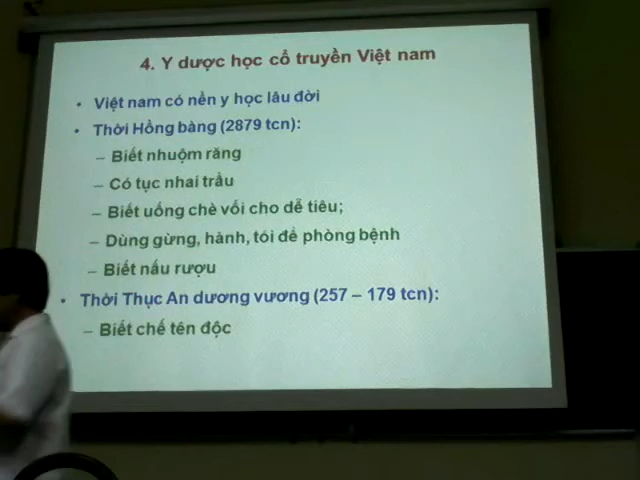 4. Y dược học cổ truyền Việt nam
• Việt nam có nền y học lâu đời
• Thời Hồng bàng (2879 tcn):
– Biết nhuộm răng
– Có tục nhai trầu
– Biết uống chè vối cho dễ tiêu;
– Dùng gừng, hành, tỏi để phòng bệnh
– Biết nấu rượu
• Thời Thục An dương vương (257 – 179 tcn):
– Biết chế tên độc